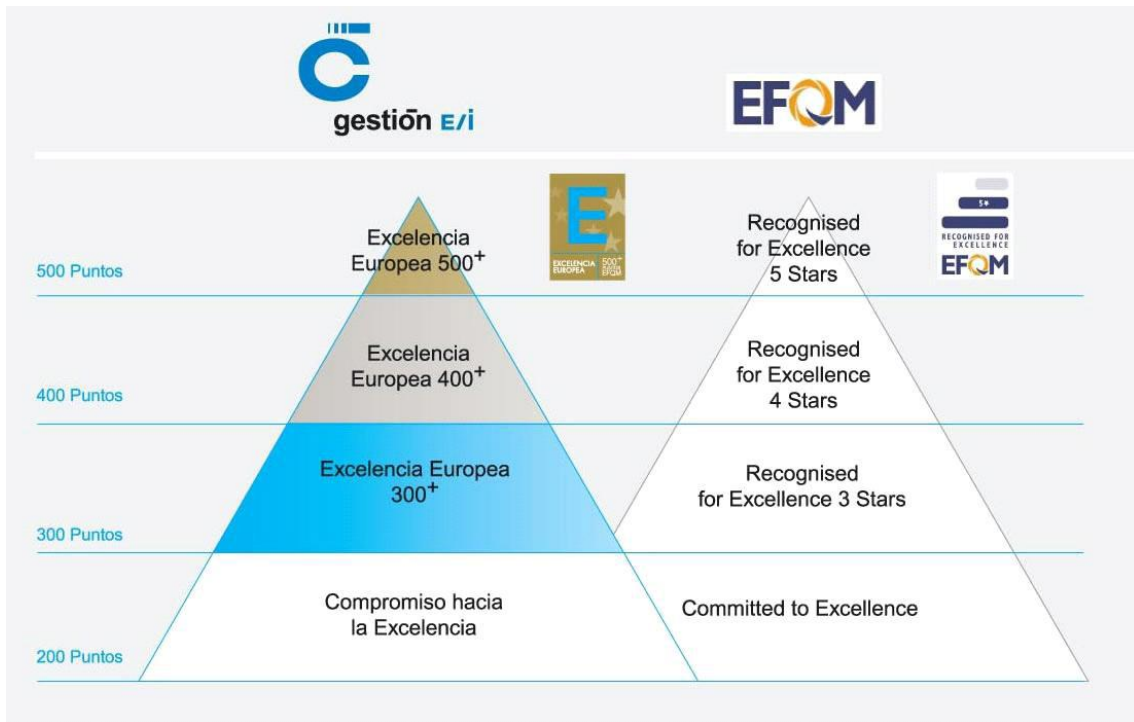 gestión E/i
EFQM
E
EXCELENCIA
EUROPEA
500+
EFQM
5★
RECOGNISED FOR
EXCELLENCE
EFQM
Excelencia
Europea 500+
Recognised
for Excellence
5 Stars
500 Puntos
Excelencia
Europea 400+
Recognised
for Excellence
4 Stars
400 Puntos
Excelencia Europea
300+
Recognised
for Excellence 3 Stars
300 Puntos
Compromiso hacia
la Excelencia
Committed to Excellence
200 Puntos